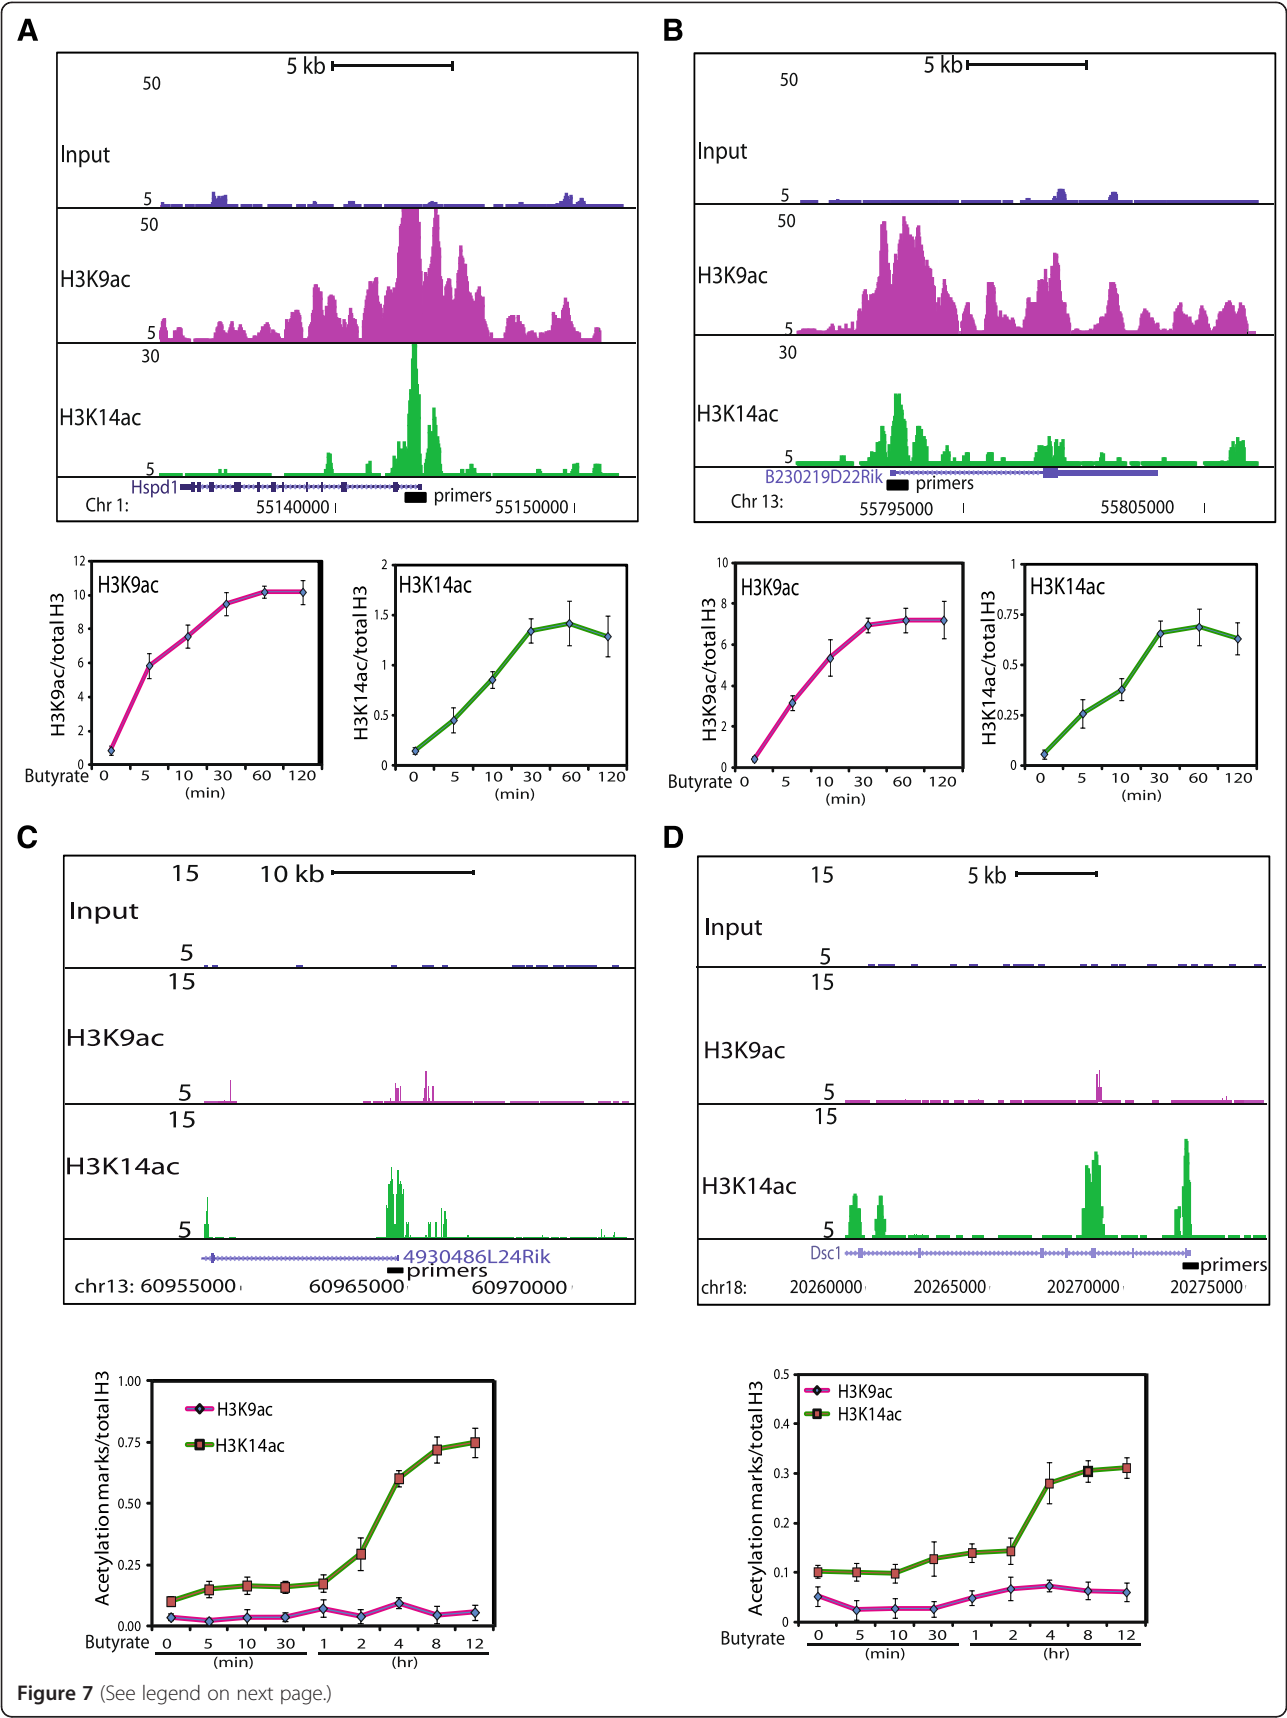 A
5 kb
50
Input
5
50
H3K9ac
5
30
H3K14ac
5
Hspd1
primers
Chr 1: 55140000 55150000
12
10
8
6
4
2
0
H3K9ac/total H3
H3K9ac
Butyrate 0 5 10 30 60 120
(min)
2
1.5
1
0.5
0
H3K14ac/total H3
H3K14ac
0 5 10 30 60 120
(min)
B
5 kb
50
Input
5
50
H3K9ac
5
30
H3K14ac
5
B230219D22Rik
primers
Chr 13: 55795000 55805000
10
8
6
4
2
0
H3K9ac/total H3
H3K9ac
Butyrate 0 5 10 30 60 120
(min)
1
0.75
0.5
0.25
0
H3K14ac/total H3
H3K14ac
0 5 10 30 60 120
(min)
C
15 10 kb
Input
5
15
H3K9ac
5
15
H3K14ac
5
4930486L24Rik
primers
chr13: 60955000 60965000 60970000
1.00
0.75
0.50
0.25
0.00
Acetylation marks/total H3
H3K9ac
H3K14ac
Butyrate 0 5 10 30 1 2 4 8 12
(min) (hr)
D
15 5 kb
Input
5
15
H3K9ac
5
15
H3K14ac
5
Dsc1
primers
chr18: 20260000 20265000 20270000 20275000
0.5
0.4
0.3
0.2
0.1
0
Acetylation marks/total H3
H3K9ac
H3K14ac
Butyrate 0 5 10 30 1 2 4 8 12
(min) (hr)
Figure 7 (See legend on next page.)